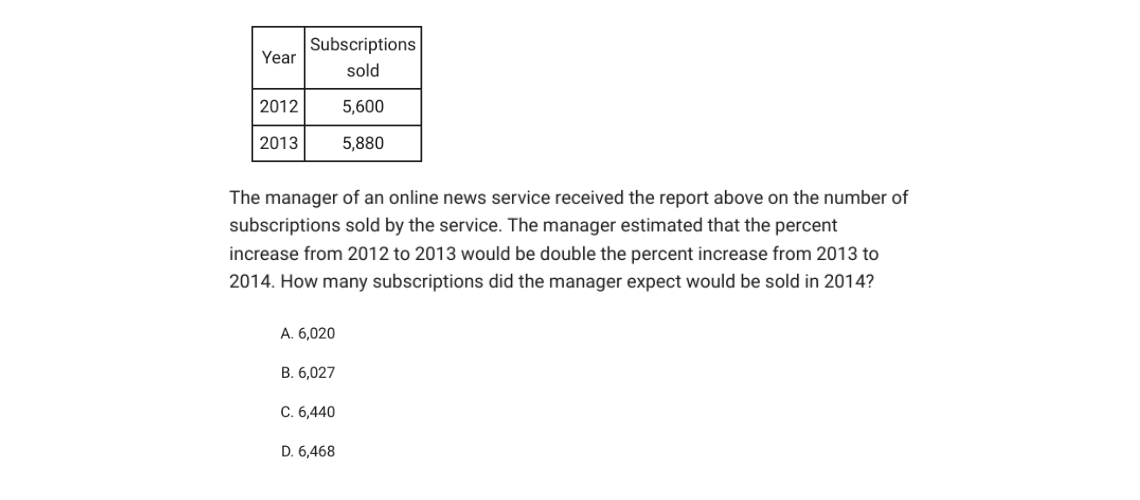 Year Subscriptions sold
2012 5,600
2013 5,880
The manager of an online news service received the report above on the number of
subscriptions sold by the service. The manager estimated that the percent
increase from 2012 to 2013 would be double the percent increase from 2013 to
2014. How many subscriptions did the manager expect would be sold in 2014?
A. 6,020
B. 6,027
C. 6,440
D. 6,468